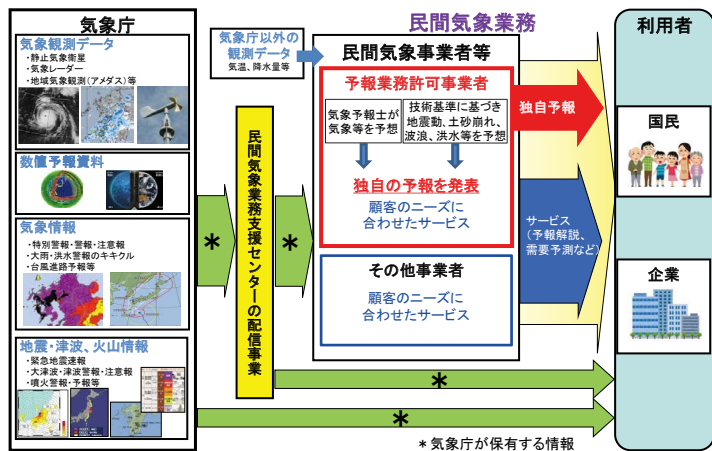 気象庁
気象観測データ
・静止気象衛星
・気象レーダー
・地域気象観測(アメダス)等
数値予報資料
気象情報
・特別警報・警報・注意報
・大雨・洪水警報のキキクル
・台風進路予報等
地震・津波、火山情報
・緊急地震速報
・大津波・津波警報・注意報
・噴火警報・予報等
*
民間気象業務支援センターの配信事業
*
気象庁以外の
観測データ
気温、降水量等
民間気象業務
民間気象事業者等
予報業務許可事業者
気象予報士が
気象等を予想
技術基準に基づき
地震動、土砂崩れ、
波浪、洪水等を予想
独自の予報を発表
顧客のニーズに
合わせたサービス
その他事業者
顧客のニーズに
合わせたサービス
独自予報
サービス
(予報解説、
需要予測など)
利用者
国民
企業
*
*
*気象庁が保有する情報